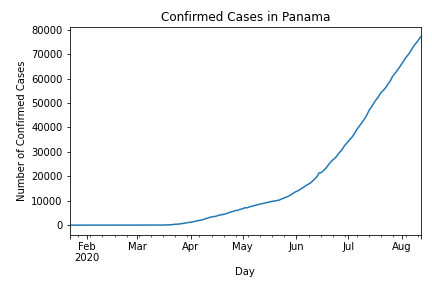 Confirmed Cases in Panama
Number of Confirmed Cases
80000
70000
60000
50000
40000
30000
20000
10000
0
Feb Mar Apr May Jun Jul Aug
2020
Day